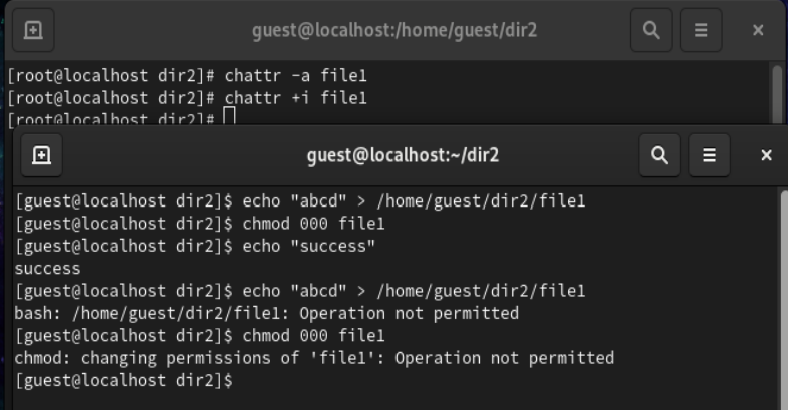 guest@localhost:/home/guest/dir2
[root@localhost dir2]# chattr -a file1
[root@localhost dir2]# chattr +i file1
[root@localhost dir2]#
guest@localhost:~/dir2
[guest@localhost dir2]$ echo "abcd" > /home/guest/dir2/file1
[guest@localhost dir2]$ chmod 000 file1
[guest@localhost dir2]$ echo "success"
success
[guest@localhost dir2]$ echo "abcd" > /home/guest/dir2/file1
bash: /home/guest/dir2/file1: Operation not permitted
[guest@localhost dir2]$ chmod 000 file1
chmod: changing permissions of 'file1': Operation not permitted
[guest@localhost dir2]$